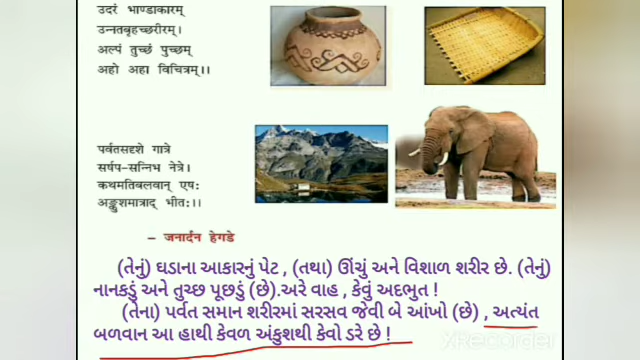 उदरं भाण्डाकारम्
उन्नतबृहच्छरीरम्।
अल्पं तुच्छं पुच्छम्
अहो अहा विचित्रम्।।
पर्वतसदृशे गात्रे
सर्षप-सन्निभ नेत्रे।
कथमतिबलवान् एषः
अङ्कुशमात्राद् भीतः।।
– जनार्दन हेगडे
(તેનું) ઘડાના આકારનું પેટ , (તથા) ઊંચું અને વિશાળ શરીર છે. (તેનું)
નાનકડું અને તુચ્છ પૂછડું (છે).અરે વાહ , કેવું અદભુત !
(તેના) પર્વત સમાન શરીરમાં સરસવ જેવી બે આંખો (છે) , અત્યંત
બળવાન આ હાથી કેવળ અંકુશથી કેવો ડરે છે !
XRecorder